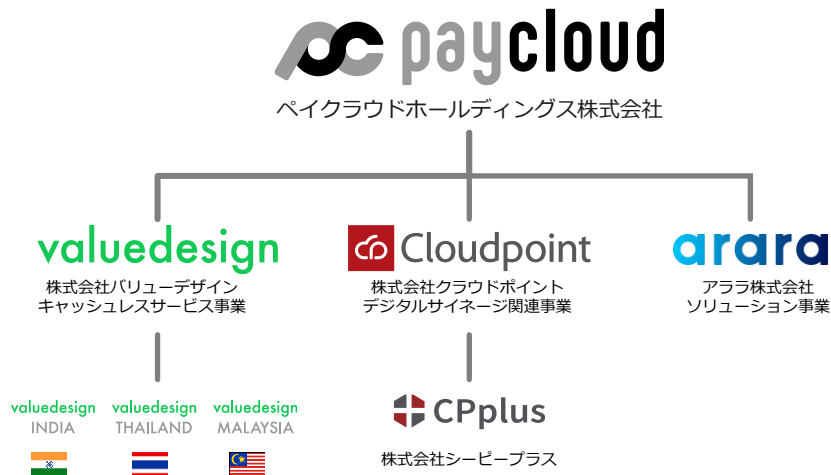 paycloud
ペイクラウドホールディングス株式会社
valuedesign
株式会社バリューデザイン
キャッシュレスサービス事業
Cloudpoint
株式会社クラウドポイント
デジタルサイネージ関連事業
arara
アララ株式会社
ソリューション事業
valuedesign
INDIA
valuedesign
THAILAND
valuedesign
MALAYSIA
CPplus
株式会社シーピープラス